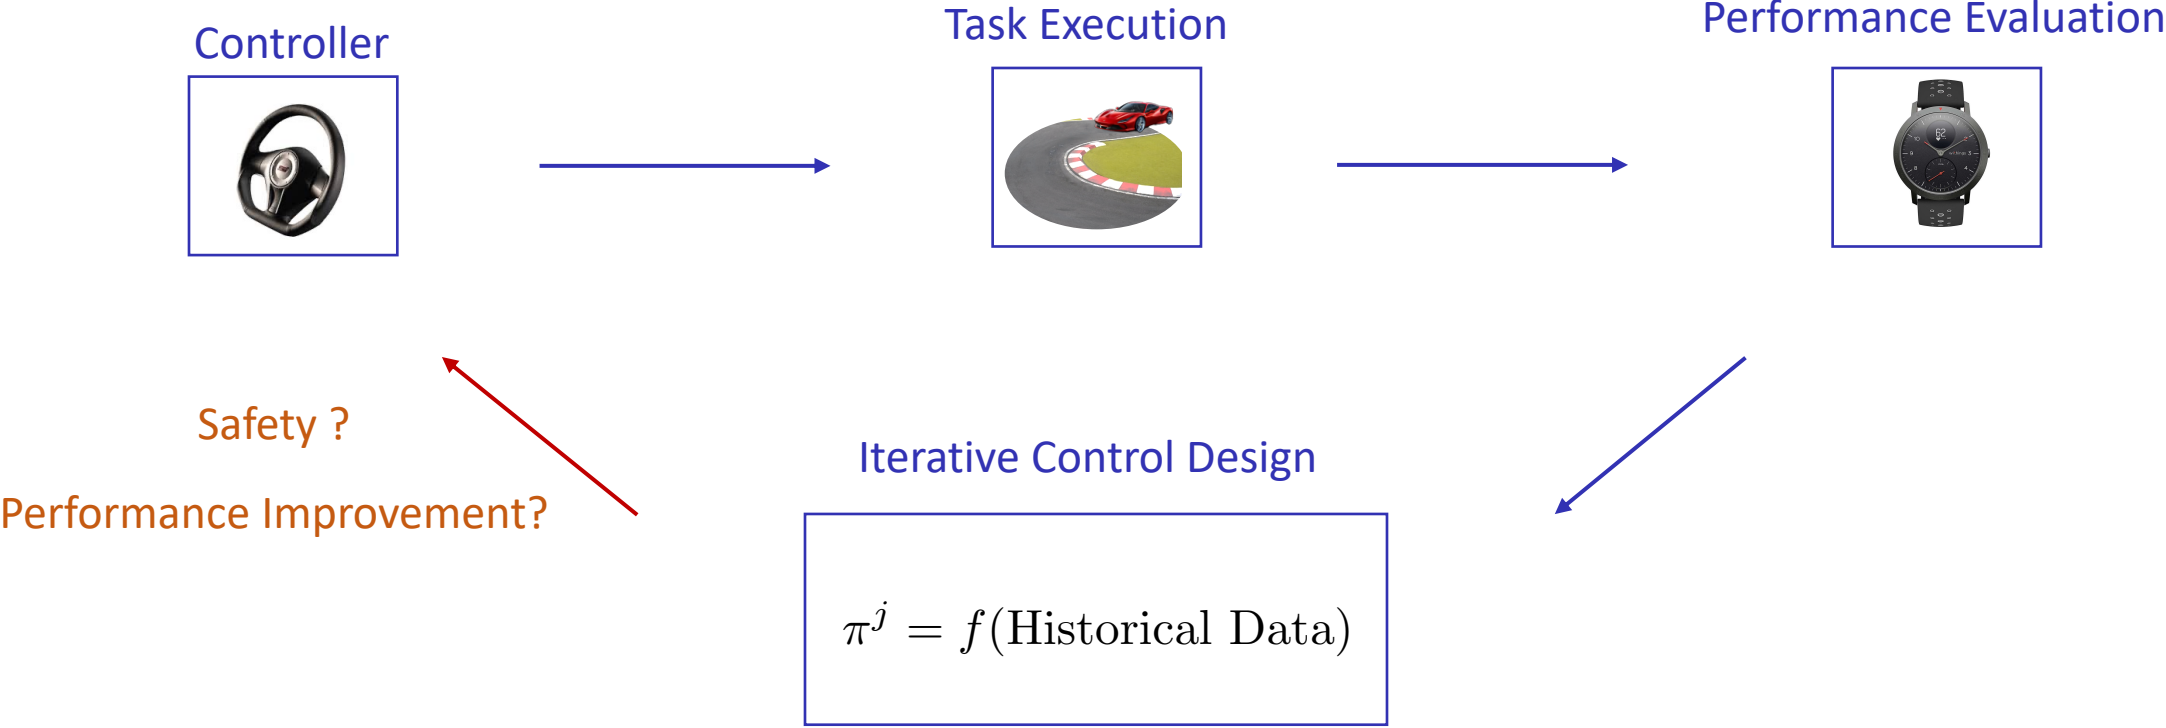 Controller
Task Execution
Performance Evaluation
Safety ?
Performance Improvement?
Iterative Control Design
π^j = f(Historical Data)